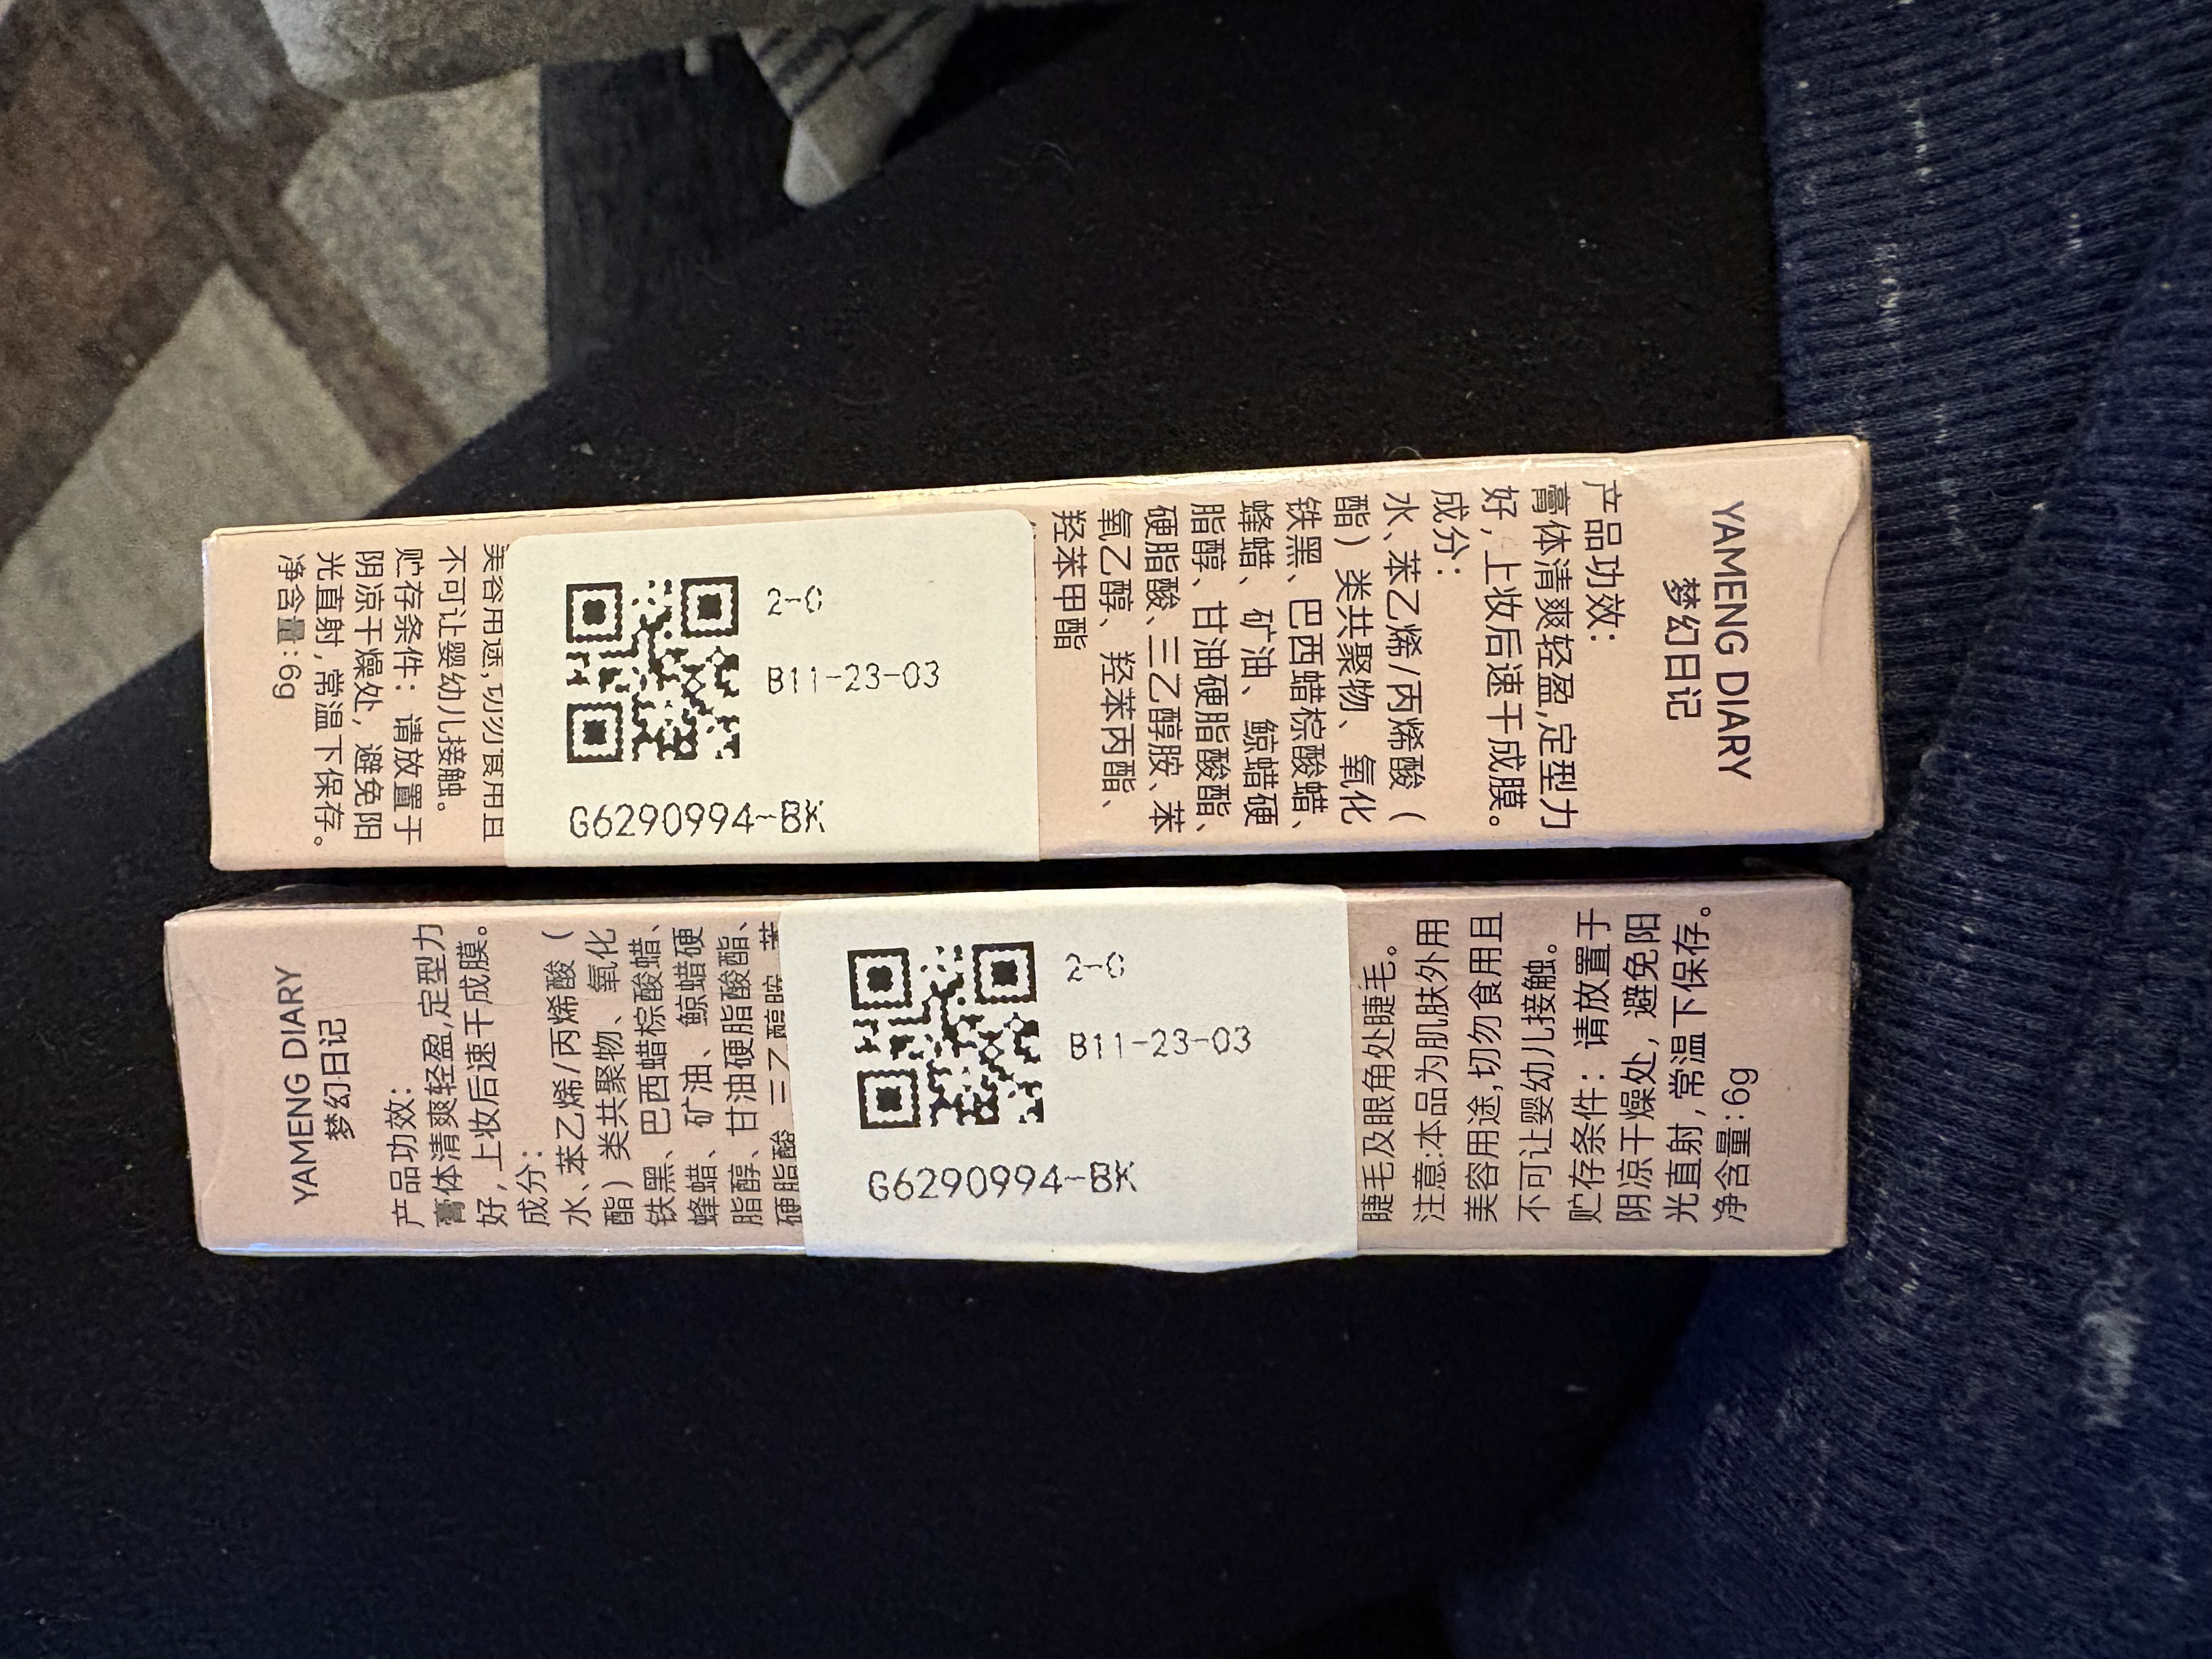 YAMENG DIARY
梦幻日记
产品功效：
膏体清爽轻盈,定型力
好,上妆后速干成膜。
成分：
水、苯乙烯/丙烯酸（
酯）类共聚物、氧化
铁黑、巴西蜡棕酸蜡、
蜂蜡、矿油、鲸蜡硬
脂醇、甘油硬脂酸酯、
硬脂酸、三乙醇胺、苯
氧乙醇、羟苯丙酯、
羟苯甲酯
2-0
B11-23-03
G6290994-BK
美容用途,切勿食用且
不可让婴幼儿接触。
贮存条件：请放置于
阴凉干燥处，避免阳
光直射,常温下保存。
净含量:6g
YAMENG DIARY
梦幻日记
产品功效：
膏体清爽轻盈,定型力
好,上妆后速干成膜。
成分：
水、苯乙烯/丙烯酸（
酯）类共聚物、氧化
铁黑、巴西蜡棕酸蜡、
蜂蜡、矿油、鲸蜡硬
脂醇、甘油硬脂酸酯、
硬脂酸 三乙醇胺 苯
2-0
B11-23-03
G6290994-BK
睫毛及眼角处睫毛。
注意:本品为肌肤外用
美容用途,切勿食用且
不可让婴幼儿接触。
贮存条件：请放置于
阴凉干燥处，避免阳
光直射,常温下保存。
净含量:6g